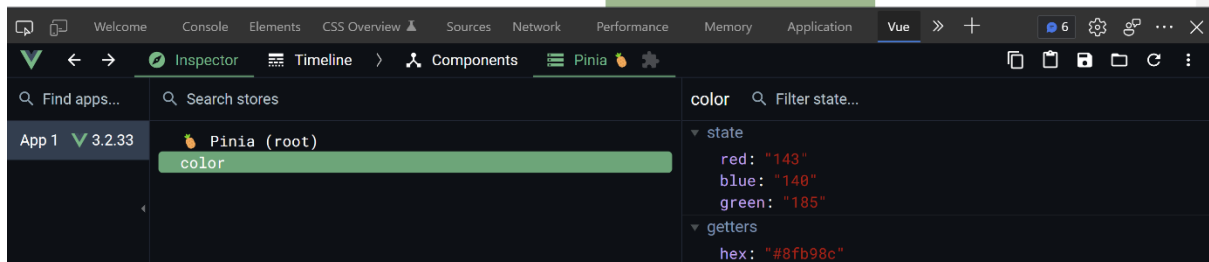 Welcome Console Elements CSS Overview Sources Network Performance Memory Application Vue 6
Inspector Timeline Components Pinia
Find apps... Search stores color Filter state...
App 1 3.2.33 Pinia (root) state
color red: "143"
blue: "140"
green: "185"
getters
hex: "#8fb98c"